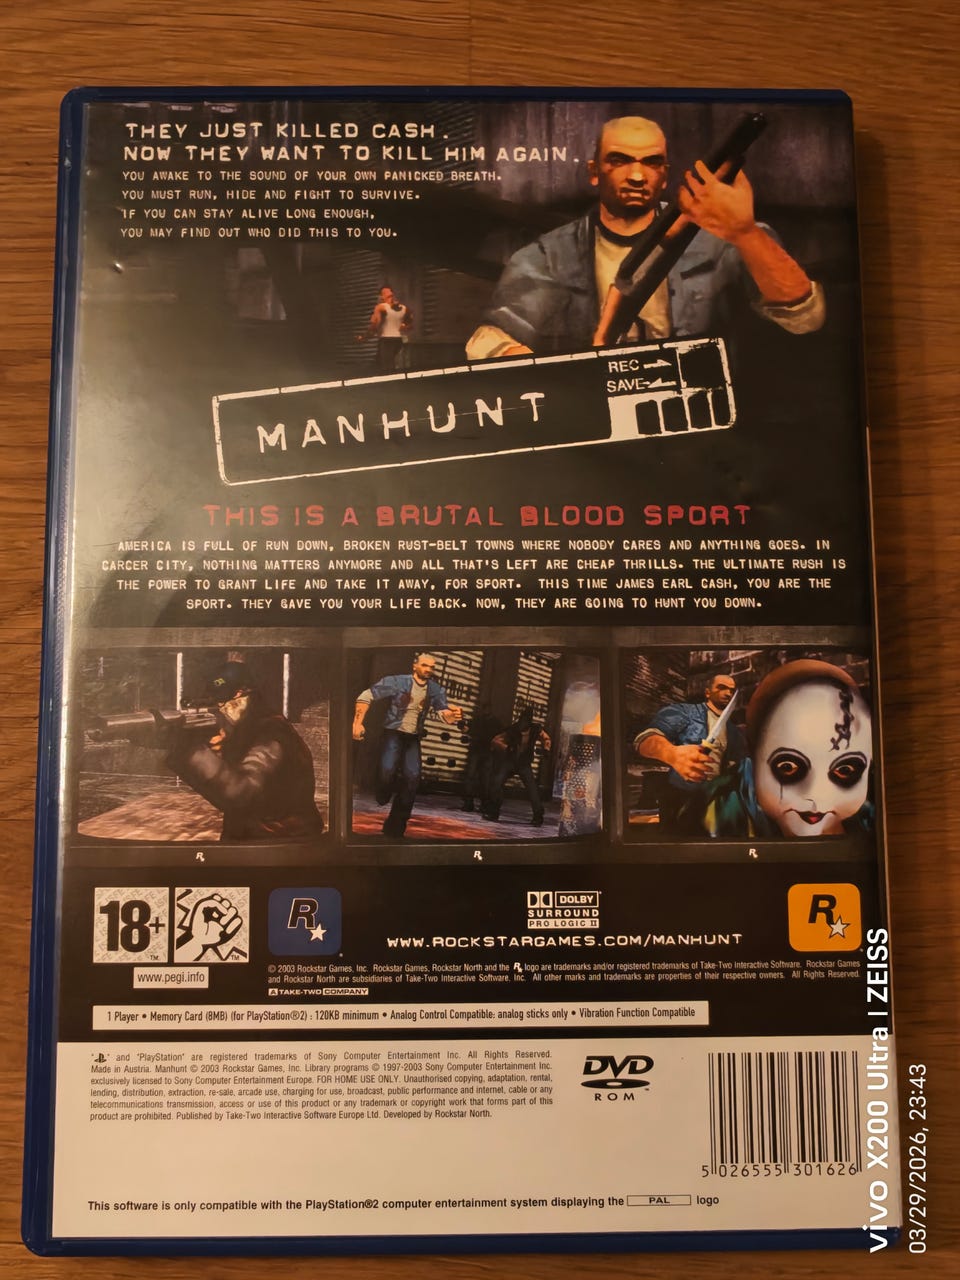 THEY JUST KILLED CASH.
NOW THEY WANT TO KILL HIM AGAIN.
YOU AWAKE TO THE SOUND OF YOUR OWN PANICKED BREATH.
YOU MUST RUN, HIDE AND FIGHT TO SURVIVE.
IF YOU CAN STAY ALIVE LONG ENOUGH,
YOU MAY FIND OUT WHO DID THIS TO YOU.
REC
SAVE
MANHUNT
THIS IS A BRUTAL BLOOD SPORT
AMERICA IS FULL OF RUN DOWN, BROKEN RUST-BELT TOWNS WHERE NOBODY CARES AND ANYTHING GOES. IN
CARCER CITY, NOTHING MATTERS ANYMORE AND ALL THAT'S LEFT ARE CHEAP THRILLS. THE ULTIMATE RUSH IS
THE POWER TO GRANT LIFE AND TAKE IT AWAY, FOR SPORT. THIS TIME JAMES EARL CASH, YOU ARE THE
SPORT. THEY GAVE YOU YOUR LIFE BACK. NOW, THEY ARE GOING TO HUNT YOU DOWN.
R R R
18+
www.pegi.info
R
DOLBY
SURROUND
PRO LOGIC II
WWW.ROCKSTARGAMES.COM/MANHUNT
R
© 2003 Rockstar Games, Inc. Rockstar Games, Rockstar North and the R logo are trademarks and/or registered trademarks of Take-Two Interactive Software. Rockstar Games
and Rockstar North are subsidiaries of Take-Two Interactive Software, Inc. All other marks and trademarks are properties of their respective owners. All Rights Reserved.
A TAKE-TWO COMPANY
1 Player • Memory Card (8MB) (for PlayStation®2) : 120KB minimum • Analog Control Compatible: analog sticks only • Vibration Function Compatible
" " and "PlayStation" are registered trademarks of Sony Computer Entertainment Inc. All Rights Reserved.
Made in Austria. Manhunt © 2003 Rockstar Games, Inc. Library programs © 1997-2003 Sony Computer Entertainment Inc.
exclusively licensed to Sony Computer Entertainment Europe. FOR HOME USE ONLY. Unauthorised copying, adaptation, rental,
lending, distribution, extraction, re-sale, arcade use, charging for use, broadcast, public performance and internet, cable or any
telecommunications transmission, access or use of this product or any trademark or copyright work that forms part of this
product are prohibited. Published by Take-Two Interactive Software Europe Ltd. Developed by Rockstar North.
DVD
ROM
5 026555 301626
This software is only compatible with the PlayStation®2 computer entertainment system displaying the PAL logo
vivo X200 Ultra | ZEISS
03/29/2026, 23:43